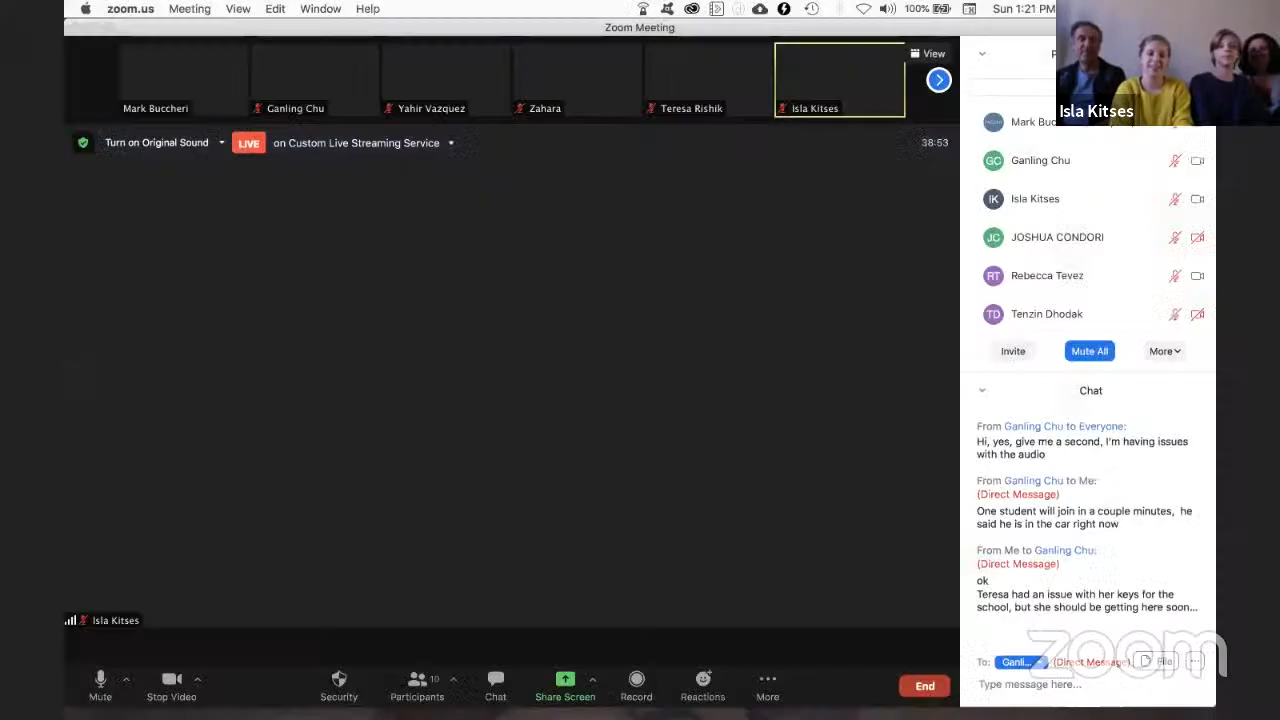 zoom.us Meeting View Edit Window Help 100% Sun 1:21 PM
Zoom Meeting
Mark Buccheri
Ganling Chu
Yahir Vazquez
Zahara
Teresa Rishik
Isla Kitses
View
Turn on Original Sound
LIVE on Custom Live Streaming Service
38:53
Isla Kitses
Mark Buc
GC Ganling Chu
IK Isla Kitses
JC JOSHUA CONDORI
RT Rebecca Tevez
TD Tenzin Dhodak
Invite Mute All More
Chat
From Ganling Chu to Everyone:
Hi, yes, give me a second, I'm having issues
with the audio
From Ganling Chu to Me:
(Direct Message)
One student will join in a couple minutes, he
said he is in the car right now
From Me to Ganling Chu:
(Direct Message)
ok
Teresa had an issue with her keys for the
school, but she should be getting here soon...
To: Ganli... (Direct Message) File ...
Type message here...
zoom
Isla Kitses
Mute
Stop Video
Security
10
Participants
Chat
Share Screen
Record
Reactions
More
End